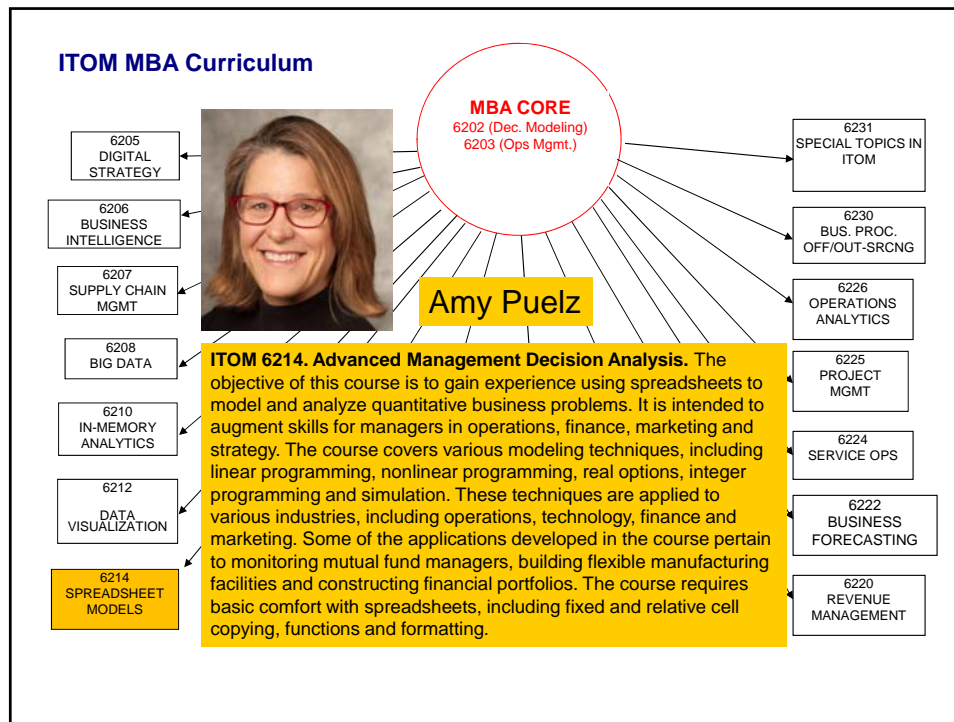 ITOM MBA Curriculum
MBA CORE
6202 (Dec. Modeling)
6203 (Ops Mgmt.)
6205
DIGITAL
STRATEGY
6206
BUSINESS
INTELLIGENCE
6207
SUPPLY CHAIN
MGMT
6208
BIG DATA
6210
IN-MEMORY
ANALYTICS
6212
DATA
VISUALIZATION
6214
SPREADSHEET
MODELS
Amy Puelz
ITOM 6214. Advanced Management Decision Analysis. The
objective of this course is to gain experience using spreadsheets to
model and analyze quantitative business problems. It is intended to
augment skills for managers in operations, finance, marketing and
strategy. The course covers various modeling techniques, including
linear programming, nonlinear programming, real options, integer
programming and simulation. These techniques are applied to
various industries, including operations, technology, finance and
marketing. Some of the applications developed in the course pertain
to monitoring mutual fund managers, building flexible manufacturing
facilities and constructing financial portfolios. The course requires
basic comfort with spreadsheets, including fixed and relative cell
copying, functions and formatting.
6231
SPECIAL TOPICS IN
ITOM
6230
BUS. PROC.
OFF/OUT-SRCNG
6226
OPERATIONS
ANALYTICS
6225
PROJECT
MGMT
6224
SERVICE OPS
6222
BUSINESS
FORECASTING
6220
REVENUE
MANAGEMENT